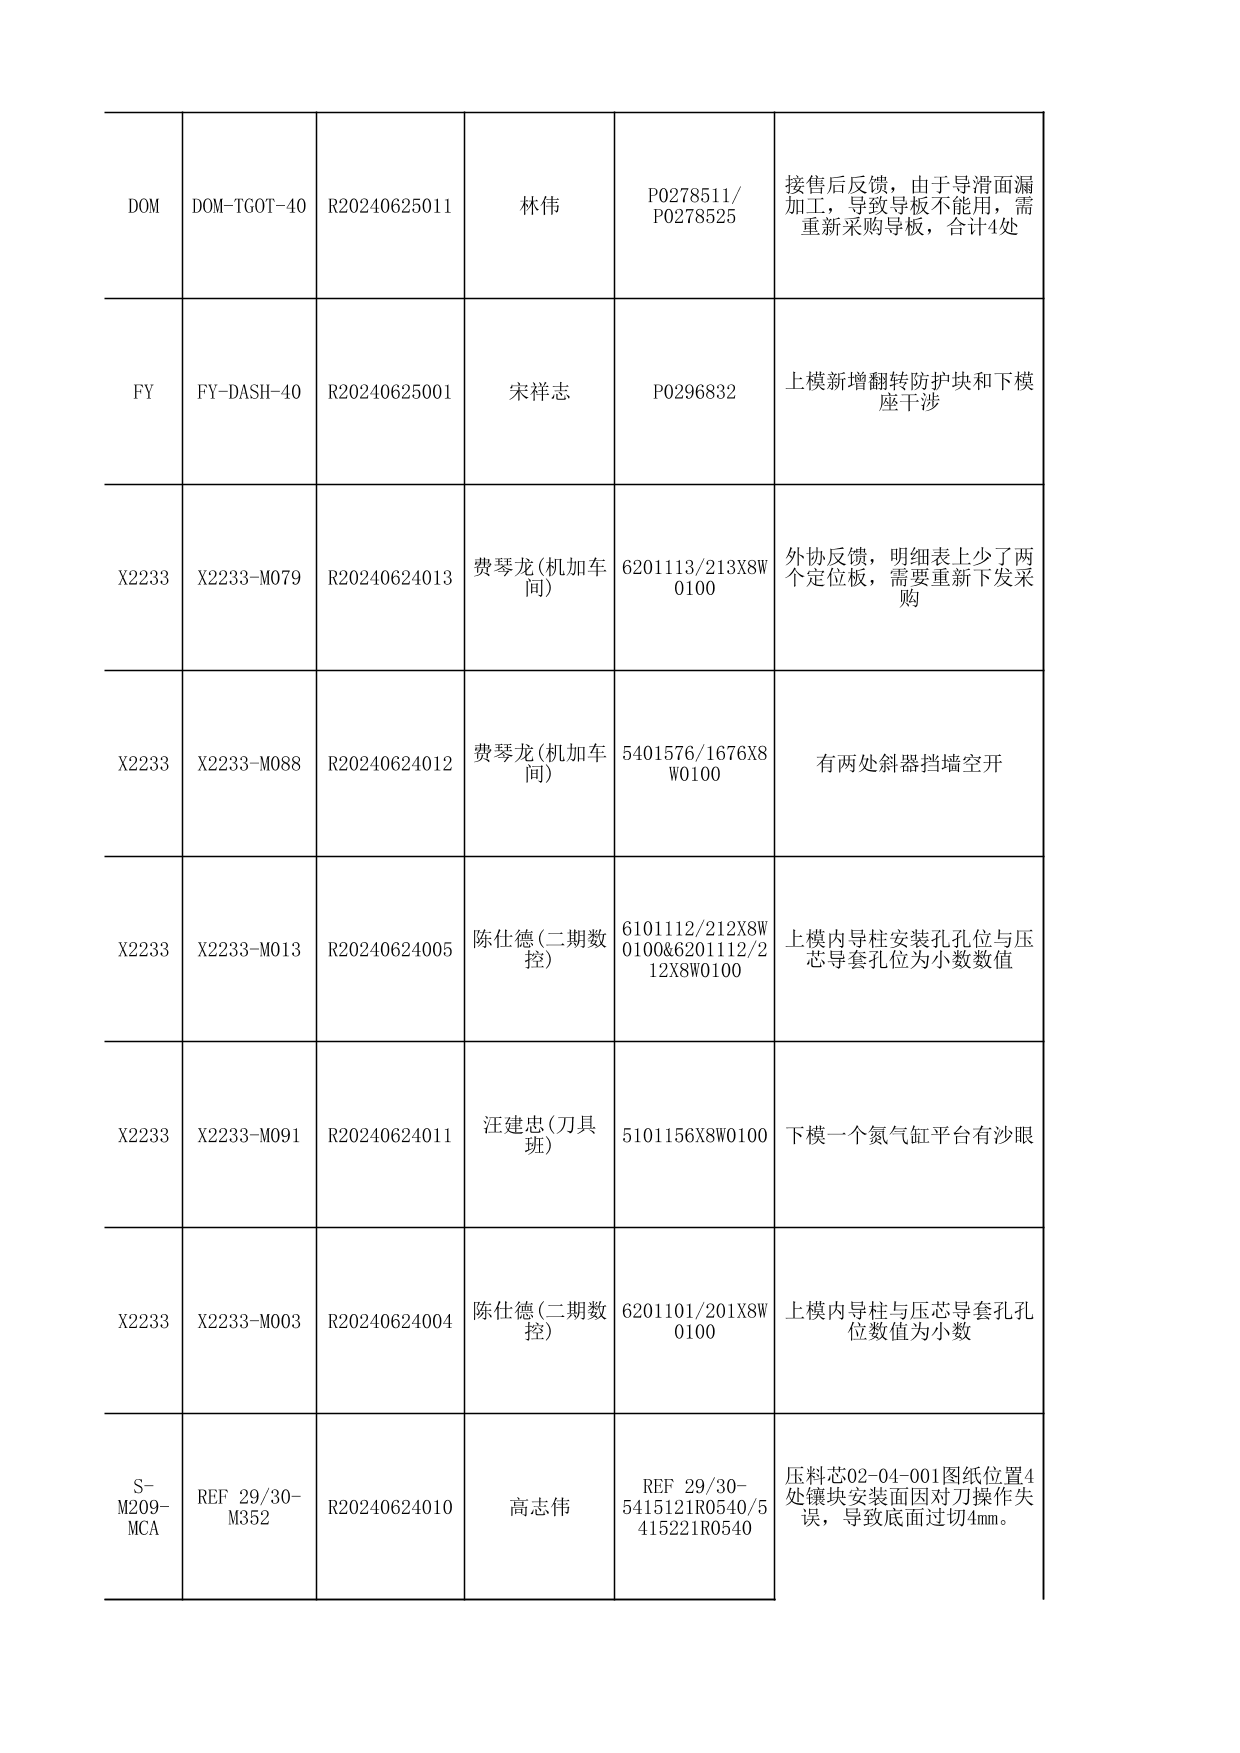 DOM
DOM-TGOT-40
R20240625011
林伟
P0278511/
P0278525
接售后反馈，由于导滑面漏
加工，导致导板不能用，需
重新采购导板，合计4处
FY
FY-DASH-40
R20240625001
宋祥志
P0296832
上模新增翻转防护块和下模
座干涉
X2233
X2233-M079
R20240624013
费琴龙(机加车
间)
6201113/213X8W
0100
外协反馈，明细表上少了两
个定位板，需要重新下发采
购
X2233
X2233-M088
R20240624012
费琴龙(机加车
间)
5401576/1676X8
W0100
有两处斜器挡墙空开
X2233
X2233-M013
R20240624005
陈仕德(二期数
控)
6101112/212X8W
0100&6201112/2
12X8W0100
上模内导柱安装孔孔位与压
芯导套孔位为小数数值
X2233
X2233-M091
R20240624011
汪建忠(刀具
班)
5101156X8W0100
下模一个氮气缸平台有沙眼
X2233
X2233-M003
R20240624004
陈仕德(二期数
控)
6201101/201X8W
0100
上模内导柱与压芯导套孔孔
位数值为小数
S-
M209-
MCA
REF 29/30-
M352
R20240624010
高志伟
REF 29/30-
5415121R0540/5
415221R0540
压料芯02-04-001图纸位置4
处镶块安装面因对刀操作失
误，导致底面过切4mm。